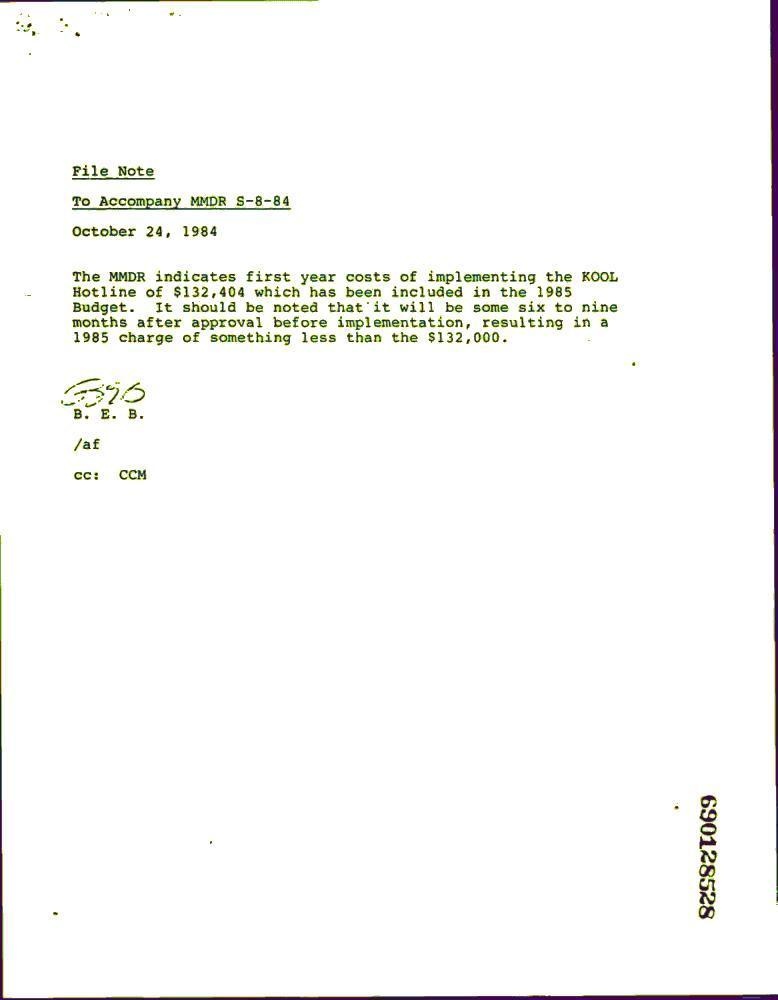 File Note
To Accompany MMDR S-8-84
October 24, 1984
The MMDR indicates first year costs of implementing the KOOL
Hotline of $132,404 which has been included in the 1985
Budget. It should be noted that it will be some six to nine
months after approval before implementation, resulting in a
1985 charge of something less than the $132,000.
B. E. B.
/af
cc: CCM
690128528